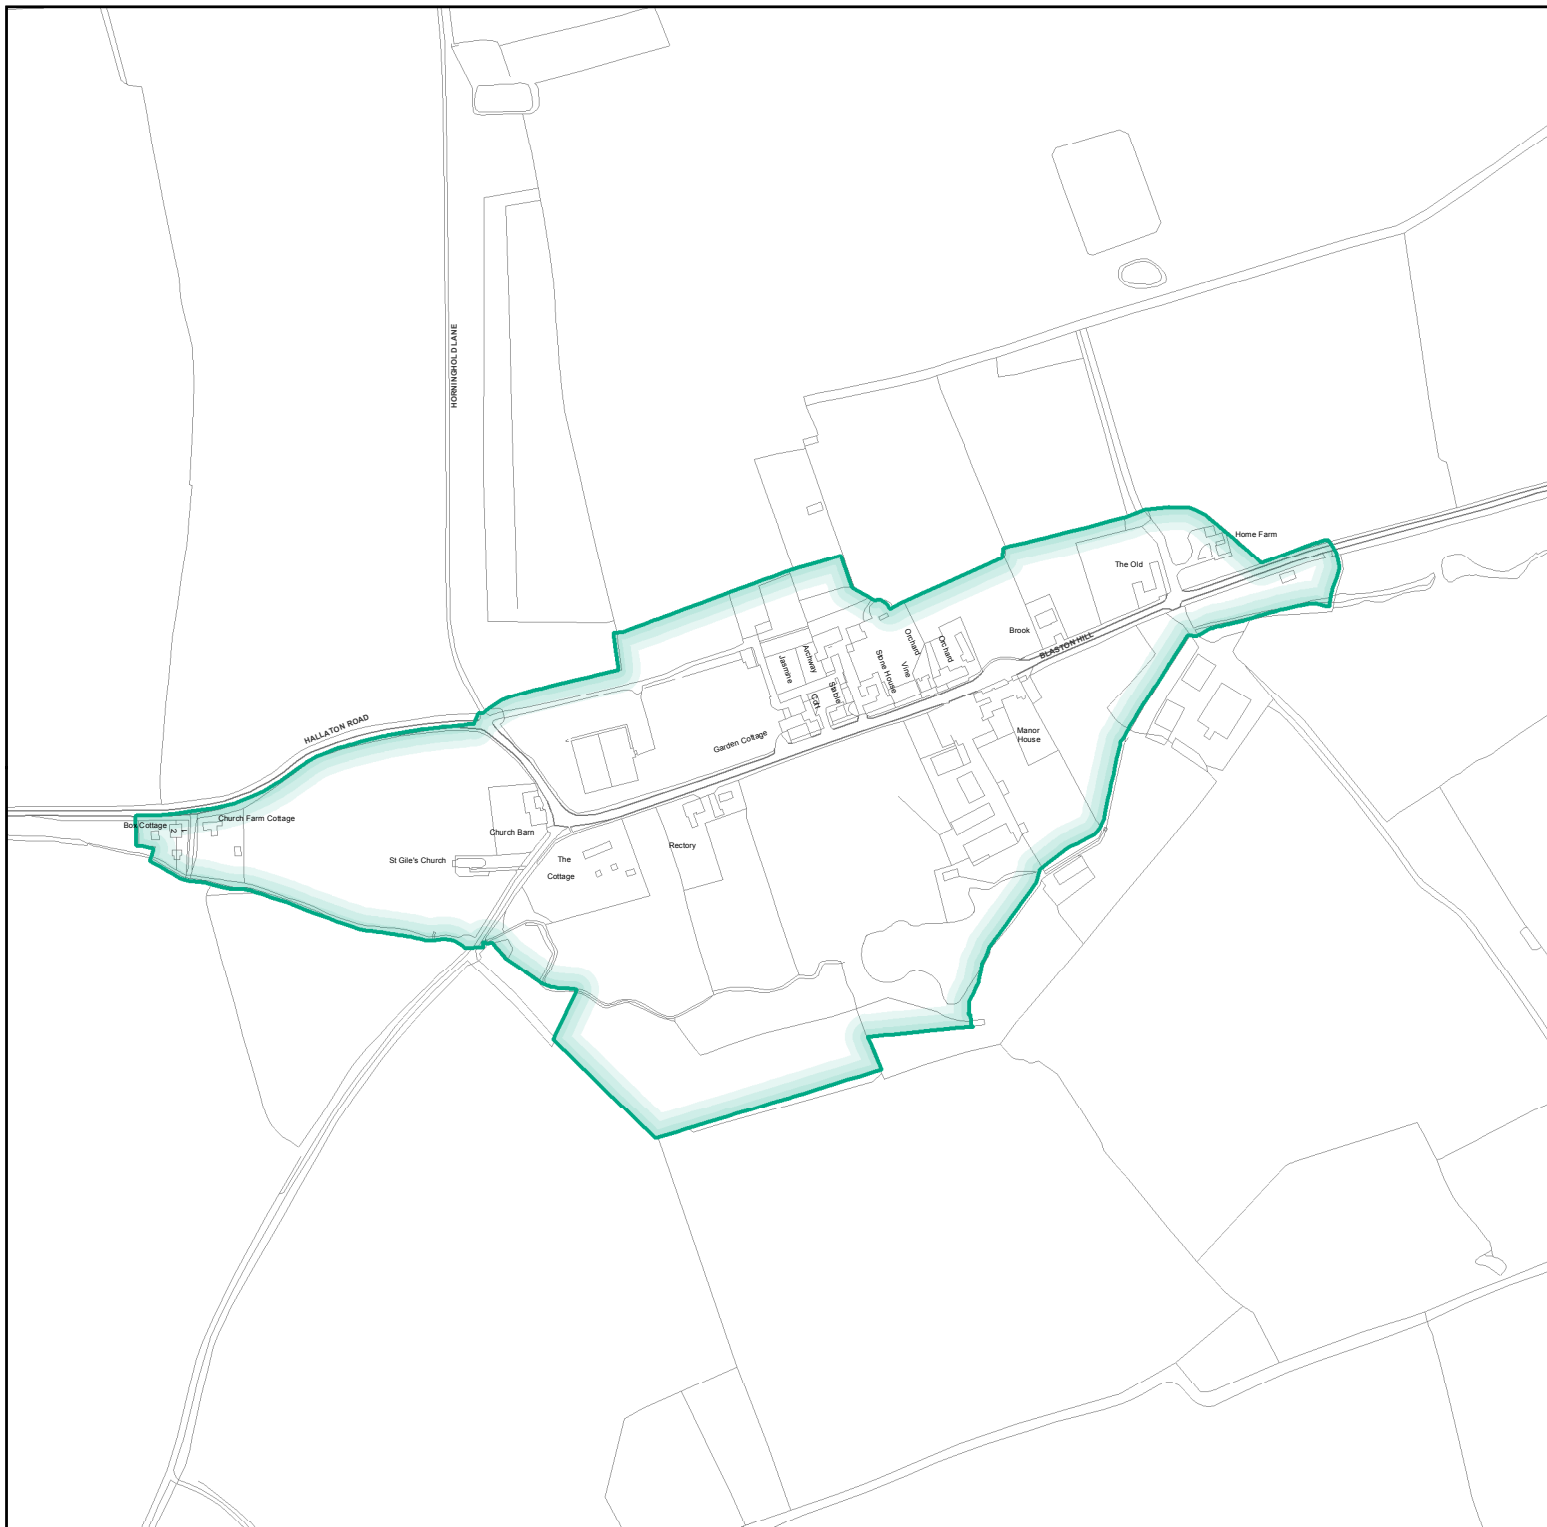 HORNINGHOLD LANE
Home Farm
The Old
Brook
BLASTON HILL
Orchard
Orchard
Vine
Stone House
Archway
Jasmine
Stable
Cott
Garden Cottage
Manor
House
HALLATON ROAD
Box Cottage
2
1
Church Farm Cottage
Church Barn
St Gile's Church
The
Cottage
Rectory